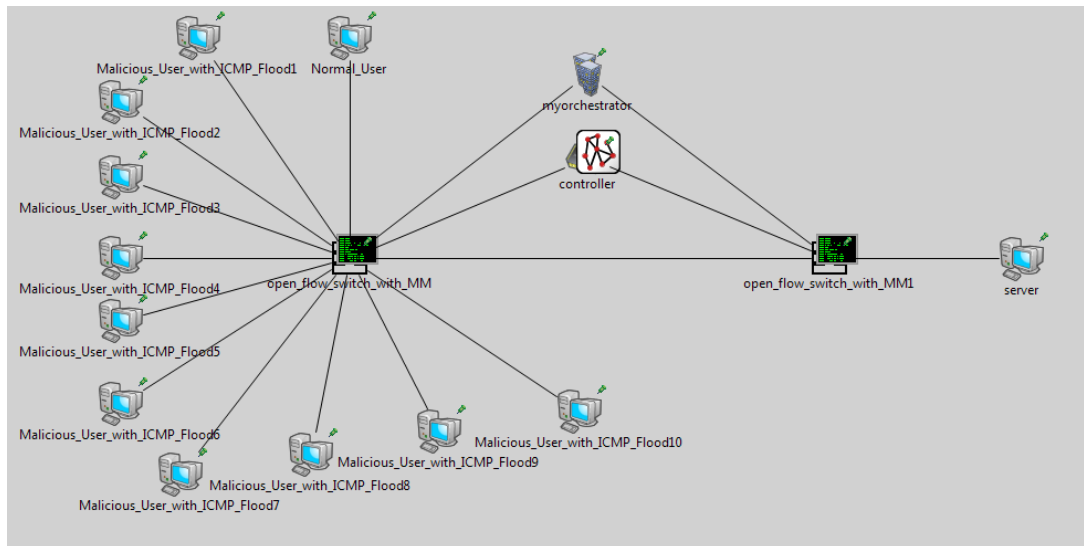 Malicious_User_with_ICMP_Flood1
Normal_User
myorchestrator
Malicious_User_with_ICMP_Flood2
controller
Malicious_User_with_ICMP_Flood3
open_flow_switch_with_MM
open_flow_switch_with_MM1
server
Malicious_User_with_ICMP_Flood4
Malicious_User_with_ICMP_Flood5
Malicious_User_with_ICMP_Flood6
Malicious_User_with_ICMP_Flood10
Malicious_User_with_ICMP_Flood9
Malicious_User_with_ICMP_Flood8
Malicious_User_with_ICMP_Flood7